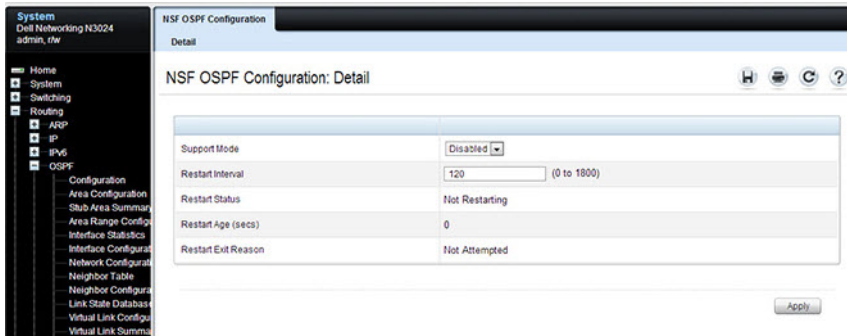 System
Dell Networking N3024
admin, r/w
Home
System
Switching
Routing
ARP
IP
IPv6
OSPF
Configuration
Area Configuration
Stub Area Summary
Area Range Configu
Interface Statistics
Interface Configurat
Network Configurati
Neighbor Table
Neighbor Configura
Link State Database
Virtual Link Configu
Virtual Link Summa
NSF OSPF Configuration
Detail
NSF OSPF Configuration: Detail
Support Mode Disabled
Restart Interval 120 (0 to 1800)
Restart Status Not Restarting
Restart Age (secs) 0
Restart Exit Reason Not Attempted
Apply